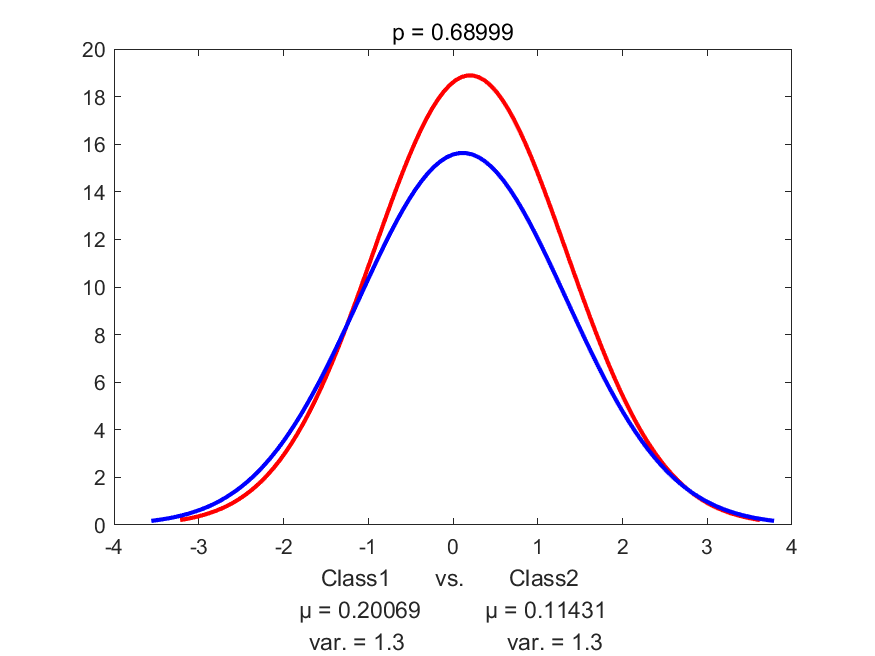 p = 0.68999
20
18
16
14
12
10
8
6
4
2
0
-4 -3 -2 -1 0 1 2 3 4
Class1 vs. Class2
μ = 0.20069 μ = 0.11431
var. = 1.3 var. = 1.3